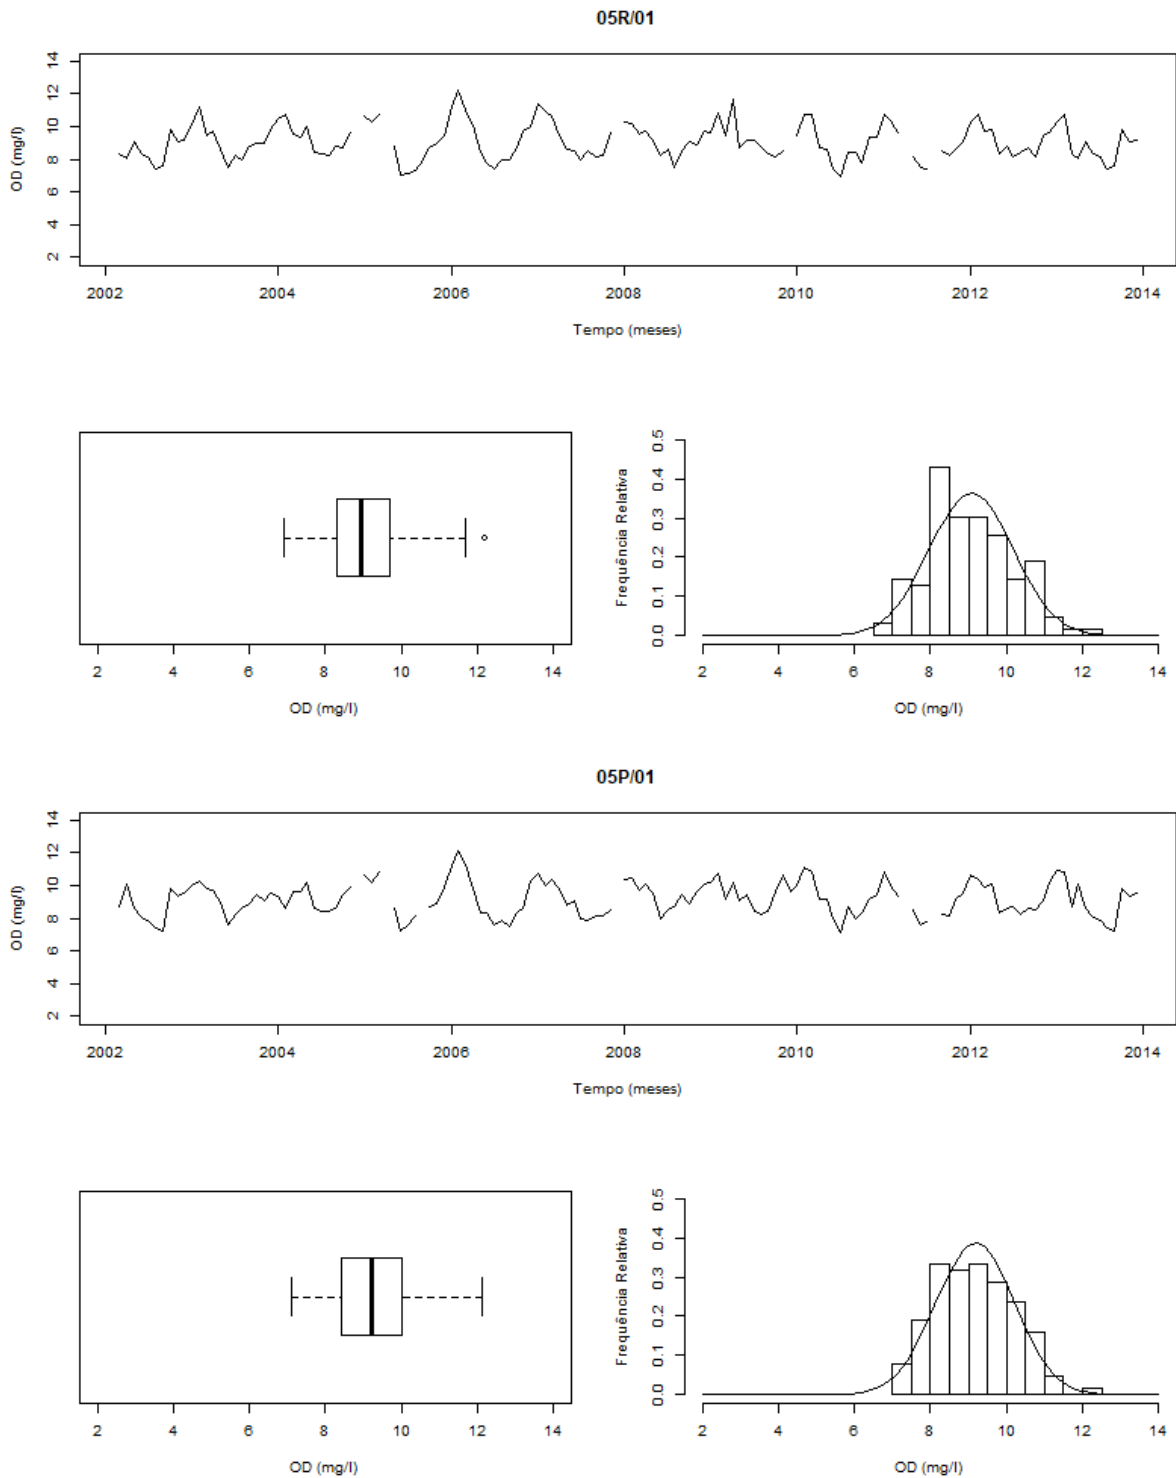 05R/01
OD (mg/l)
14
12
10
8
6
4
2
2002 2004 2006 2008 2010 2012 2014
Tempo (meses)
2 4 6 8 10 12 14
OD (mg/l)
Frequência Relativa
0.5
0.4
0.3
0.2
0.1
0.0
2 4 6 8 10 12 14
OD (mg/l)
05P/01
OD (mg/l)
14
12
10
8
6
4
2
2002 2004 2006 2008 2010 2012 2014
Tempo (meses)
2 4 6 8 10 12 14
OD (mg/l)
Frequência Relativa
0.5
0.4
0.3
0.2
0.1
0.0
2 4 6 8 10 12 14
OD (mg/l)